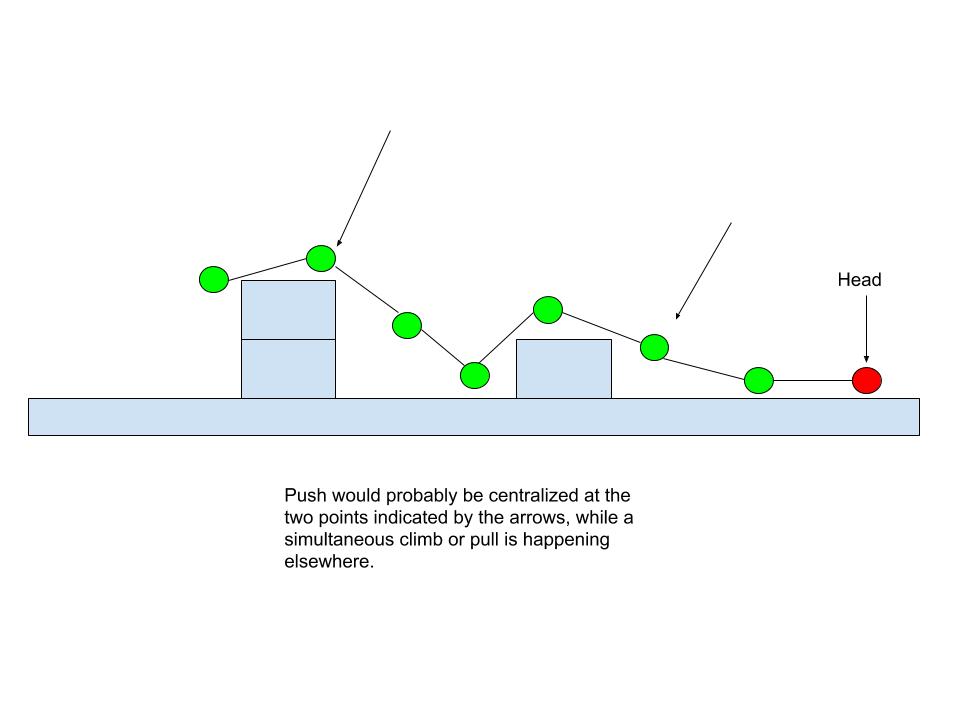 Head
Push would probably be centralized at the
two points indicated by the arrows, while a
simultaneous climb or pull is happening
elsewhere.